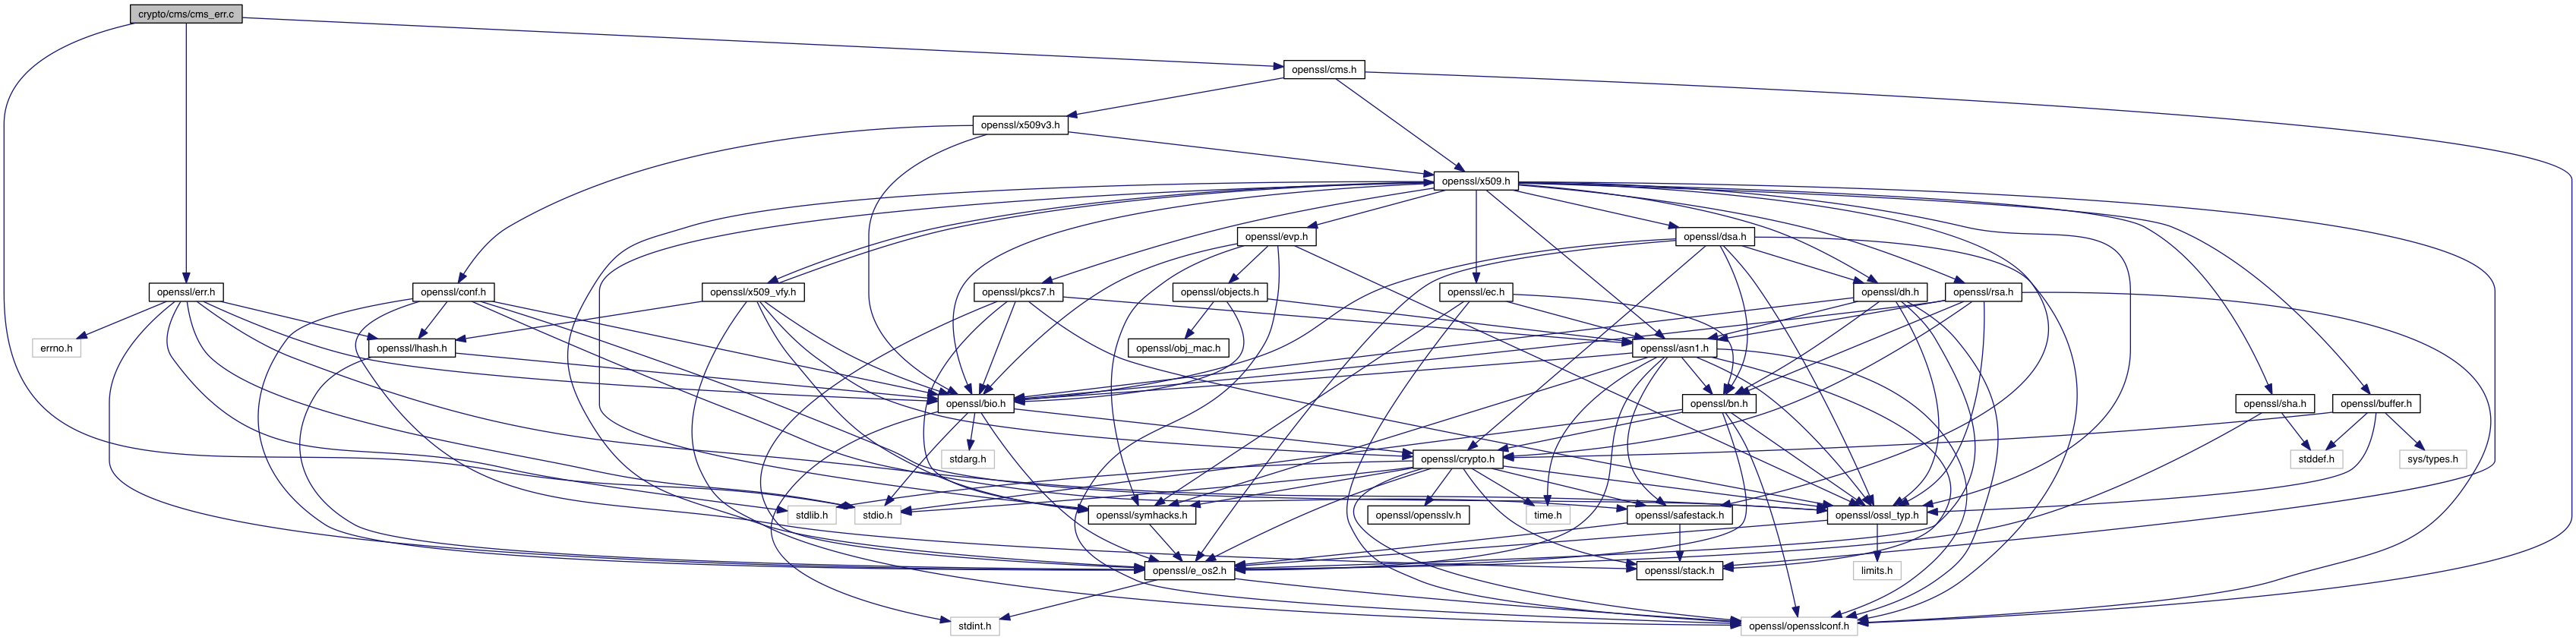 crypto/cms/cms_err.c
openssl/cms.h
openssl/x509v3.h
openssl/x509.h
openssl/evp.h
openssl/dsa.h
openssl/err.h
openssl/conf.h
openssl/x509_vfy.h
openssl/pkcs7.h
openssl/objects.h
openssl/ec.h
openssl/dh.h
openssl/rsa.h
errno.h
openssl/lhash.h
openssl/obj_mac.h
openssl/asn1.h
openssl/bio.h
openssl/bn.h
openssl/sha.h
openssl/buffer.h
stdarg.h
openssl/crypto.h
stddef.h
sys/types.h
stdlib.h
stdio.h
openssl/symhacks.h
openssl/opensslv.h
time.h
openssl/safestack.h
openssl/ossl_typ.h
openssl/e_os2.h
openssl/stack.h
limits.h
stdint.h
openssl/opensslconf.h